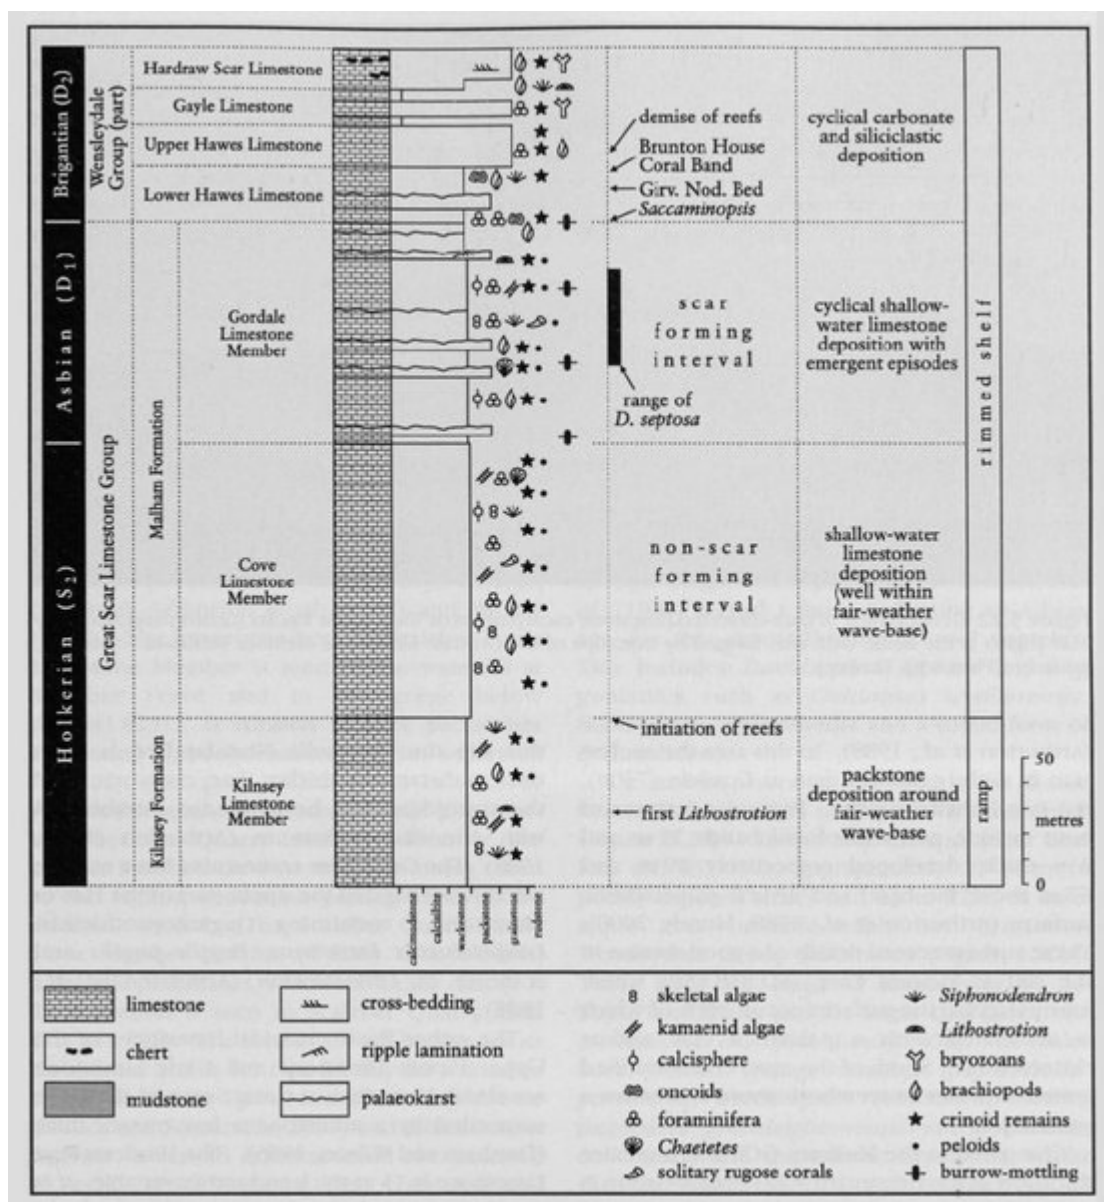 Brigantian (D2)
Wensleydale
Group (part)
Hardraw Scar Limestone
Gayle Limestone
Upper Hawes Limestone
Lower Hawes Limestone
demise of reefs
Brunton House
Coral Band
Girv. Nod. Bed
Saccaminopsis
cyclical carbonate
and siliciclastic
deposition
Asbian (D1)
Great Scar Limestone Group
Malham Formation
Gordale
Limestone
Member
scar
forming
interval
range of
D. septosa
cyclical shallow-
water limestone
deposition with
emergent episodes
rimmed shelf
Holkerian (S2)
Cove
Limestone
Member
non-scar
forming
interval
shallow-water
limestone
deposition
(well within
fair-weather
wave-base)
Kilnsey Formation
Kilnsey
Limestone
Member
initiation of reefs
first Lithostrotion
packstone
deposition around
fair-weather
wave-base
ramp
50
metres
0
calcimudstone
calcisiltite
packstone
rudstone
limestone
chert
mudstone
cross-bedding
ripple lamination
palaeokarst
skeletal algae
kamaenid algae
calcisphere
oncoids
foraminifera
Chaetetes
solitary rugose corals
Siphonodendron
Lithostrotion
bryozoans
brachiopods
crinoid remains
peloids
burrow-mottling